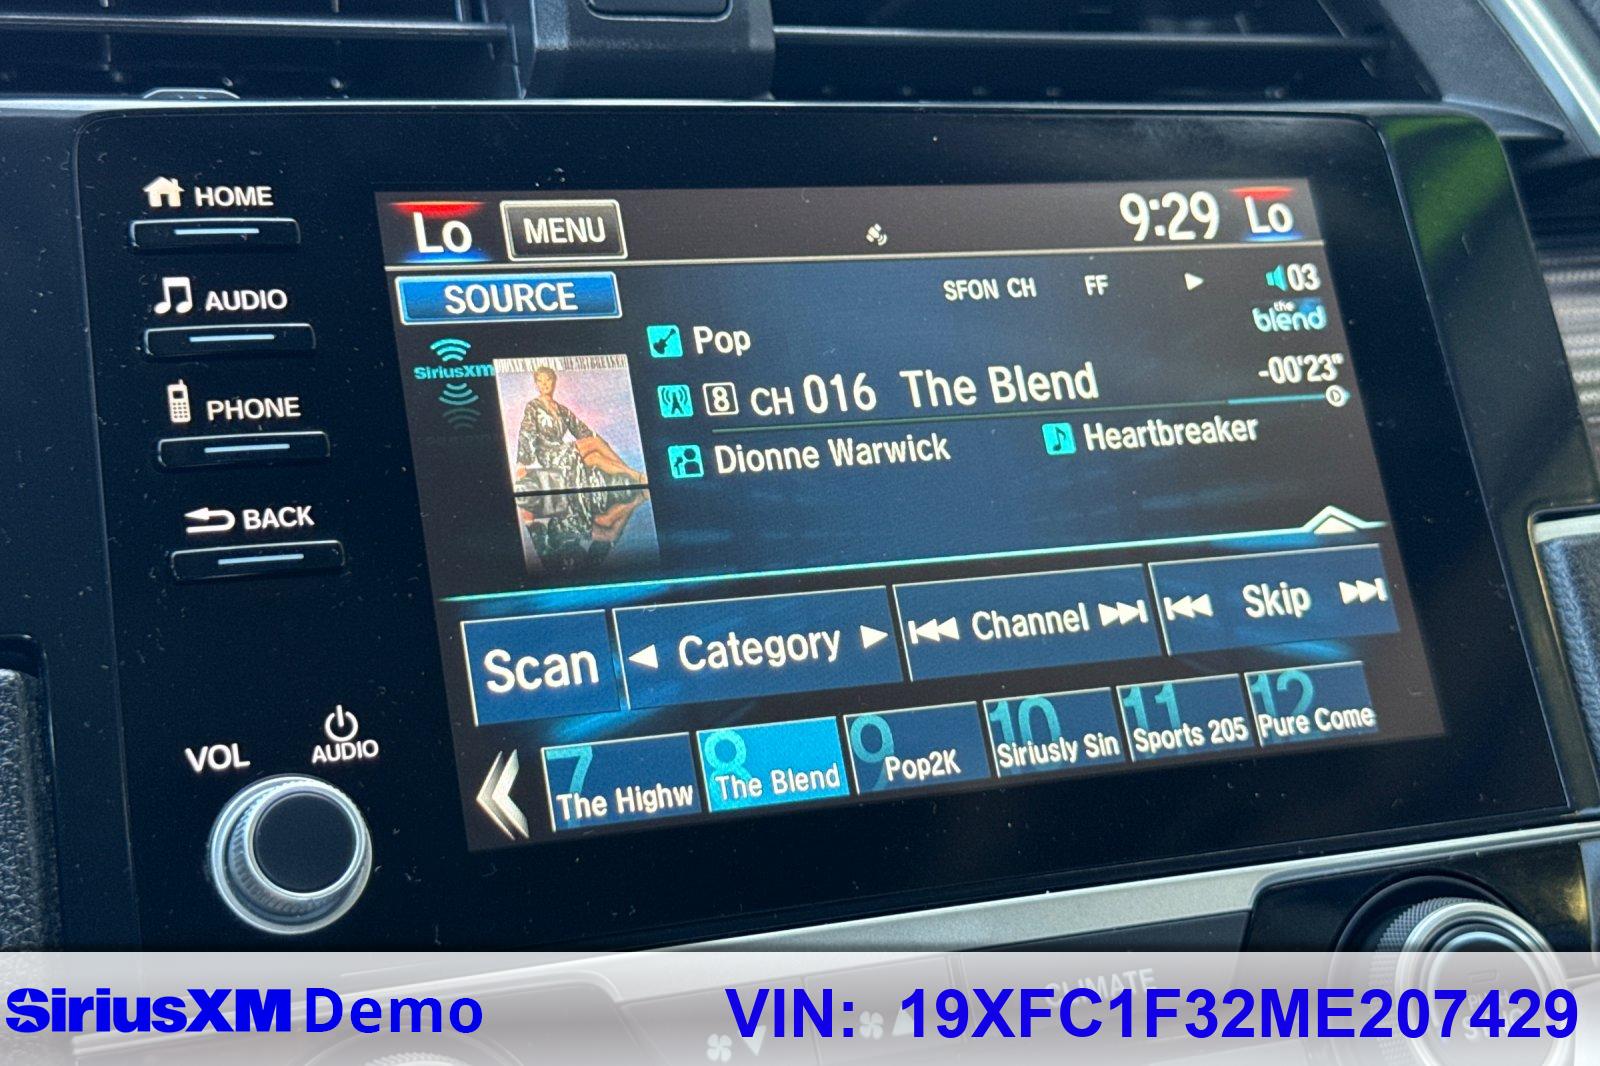 HOME
AUDIO
PHONE
BACK
VOL
AUDIO
Lo
MENU
9:29
Lo
SOURCE
SFON CH
FF
03
the
blend
SiriusXM
Pop
8 CH 016 The Blend
-00'23"
Dionne Warwick
Heartbreaker
Scan
Category
Channel
Skip
7
The Highw
8
The Blend
9
Pop2K
10
Siriusly Sin
11
Sports 205
12
Pure Come
CLIMATE
SiriusXM Demo
VIN: 19XFC1F32ME207429